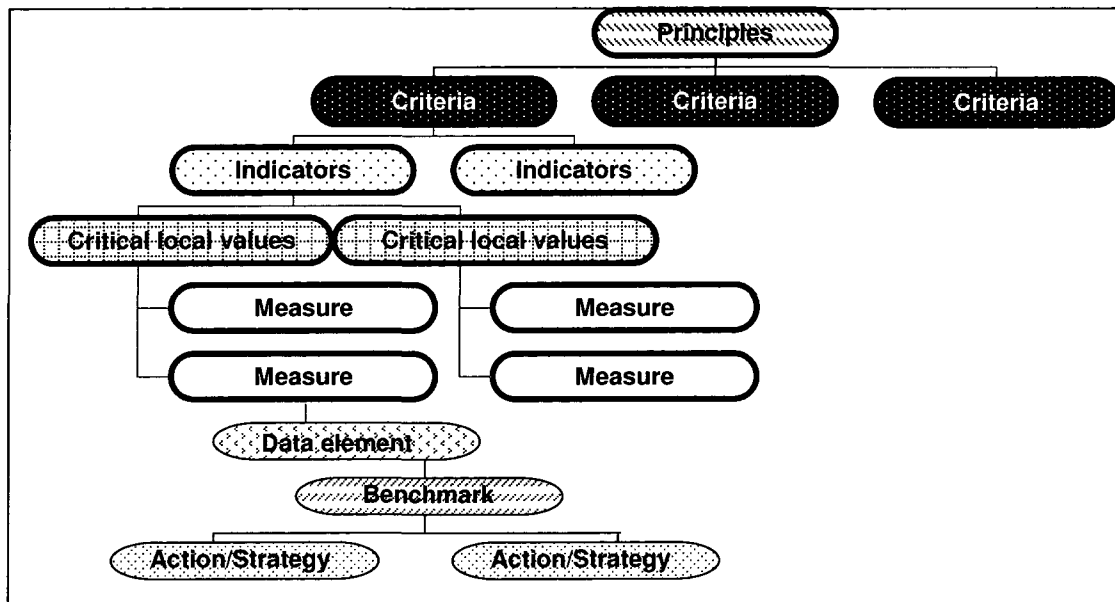 Principles
Criteria
Criteria
Criteria
Indicators
Indicators
Critical local values
Critical local values
Measure
Measure
Measure
Measure
Data element
Benchmark
Action/Strategy
Action/Strategy